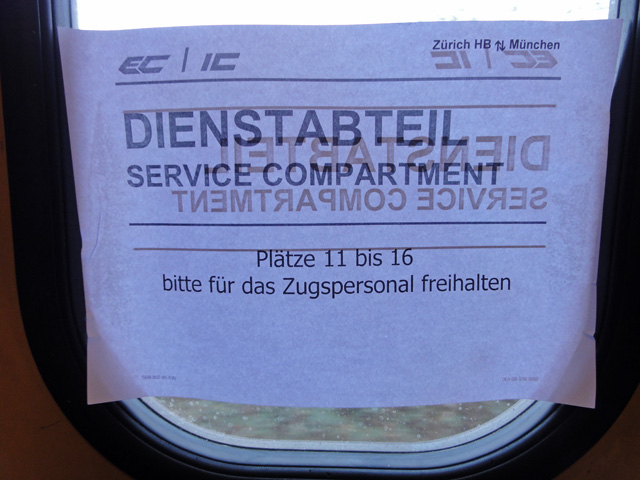 Zürich HB ⇅ München
EC | IC
DIENSTABTEIL
SERVICE COMPARTMENT
Plätze 11 bis 16
bitte für das Zugspersonal freihalten